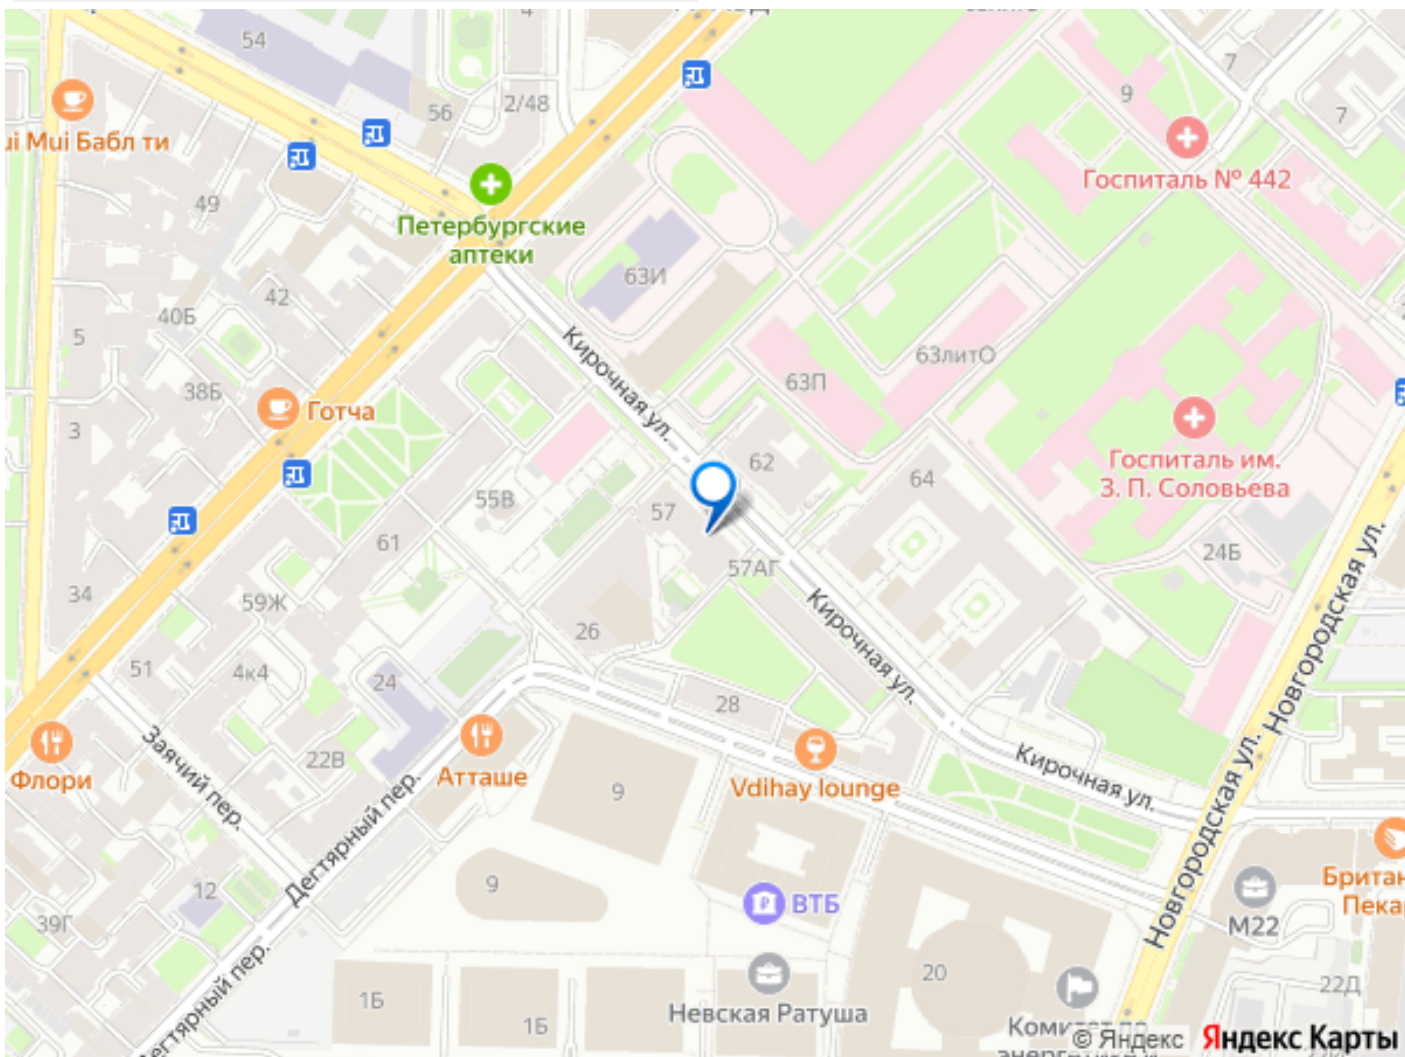 54
56
2/48
7
9
7
Mui Бабл ти
49
Госпиталь № 442
Петербургские
аптеки
63И
42
40Б
5
Кирочная ул.
63литО
38Б
63П
Готча
3
62
64
Госпиталь им.
З. П. Соловьева
55В
57
61
57АГ
24Б
34
59Ж
26
Кирочная ул.
Новгородская ул.
51
4к4
24
28
Заячий пер.
22В
Флори
Атташе
Дегтярный пер.
9
Vdihay lounge
Кирочная ул.
Новгородская ул.
12
9
ВТБ
М22
Британ
Пека
39Г
Дегтярный пер.
20
1Б
1Б
Невская Ратуша
22Д
Комитет по
© Яндекс Яндекс Карты